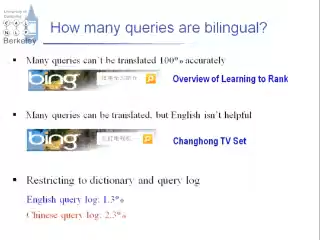 Berkeley
How many queries are bilingual?
Many queries can't be translated 100% accurately
bing
Overview of Learning to Rank
Many queries can be translated, but English isn't helpful
bing
Changhong TV Set
Restricting to dictionary and query log
English query log: 1.3%
Chinese query log: 2.3%